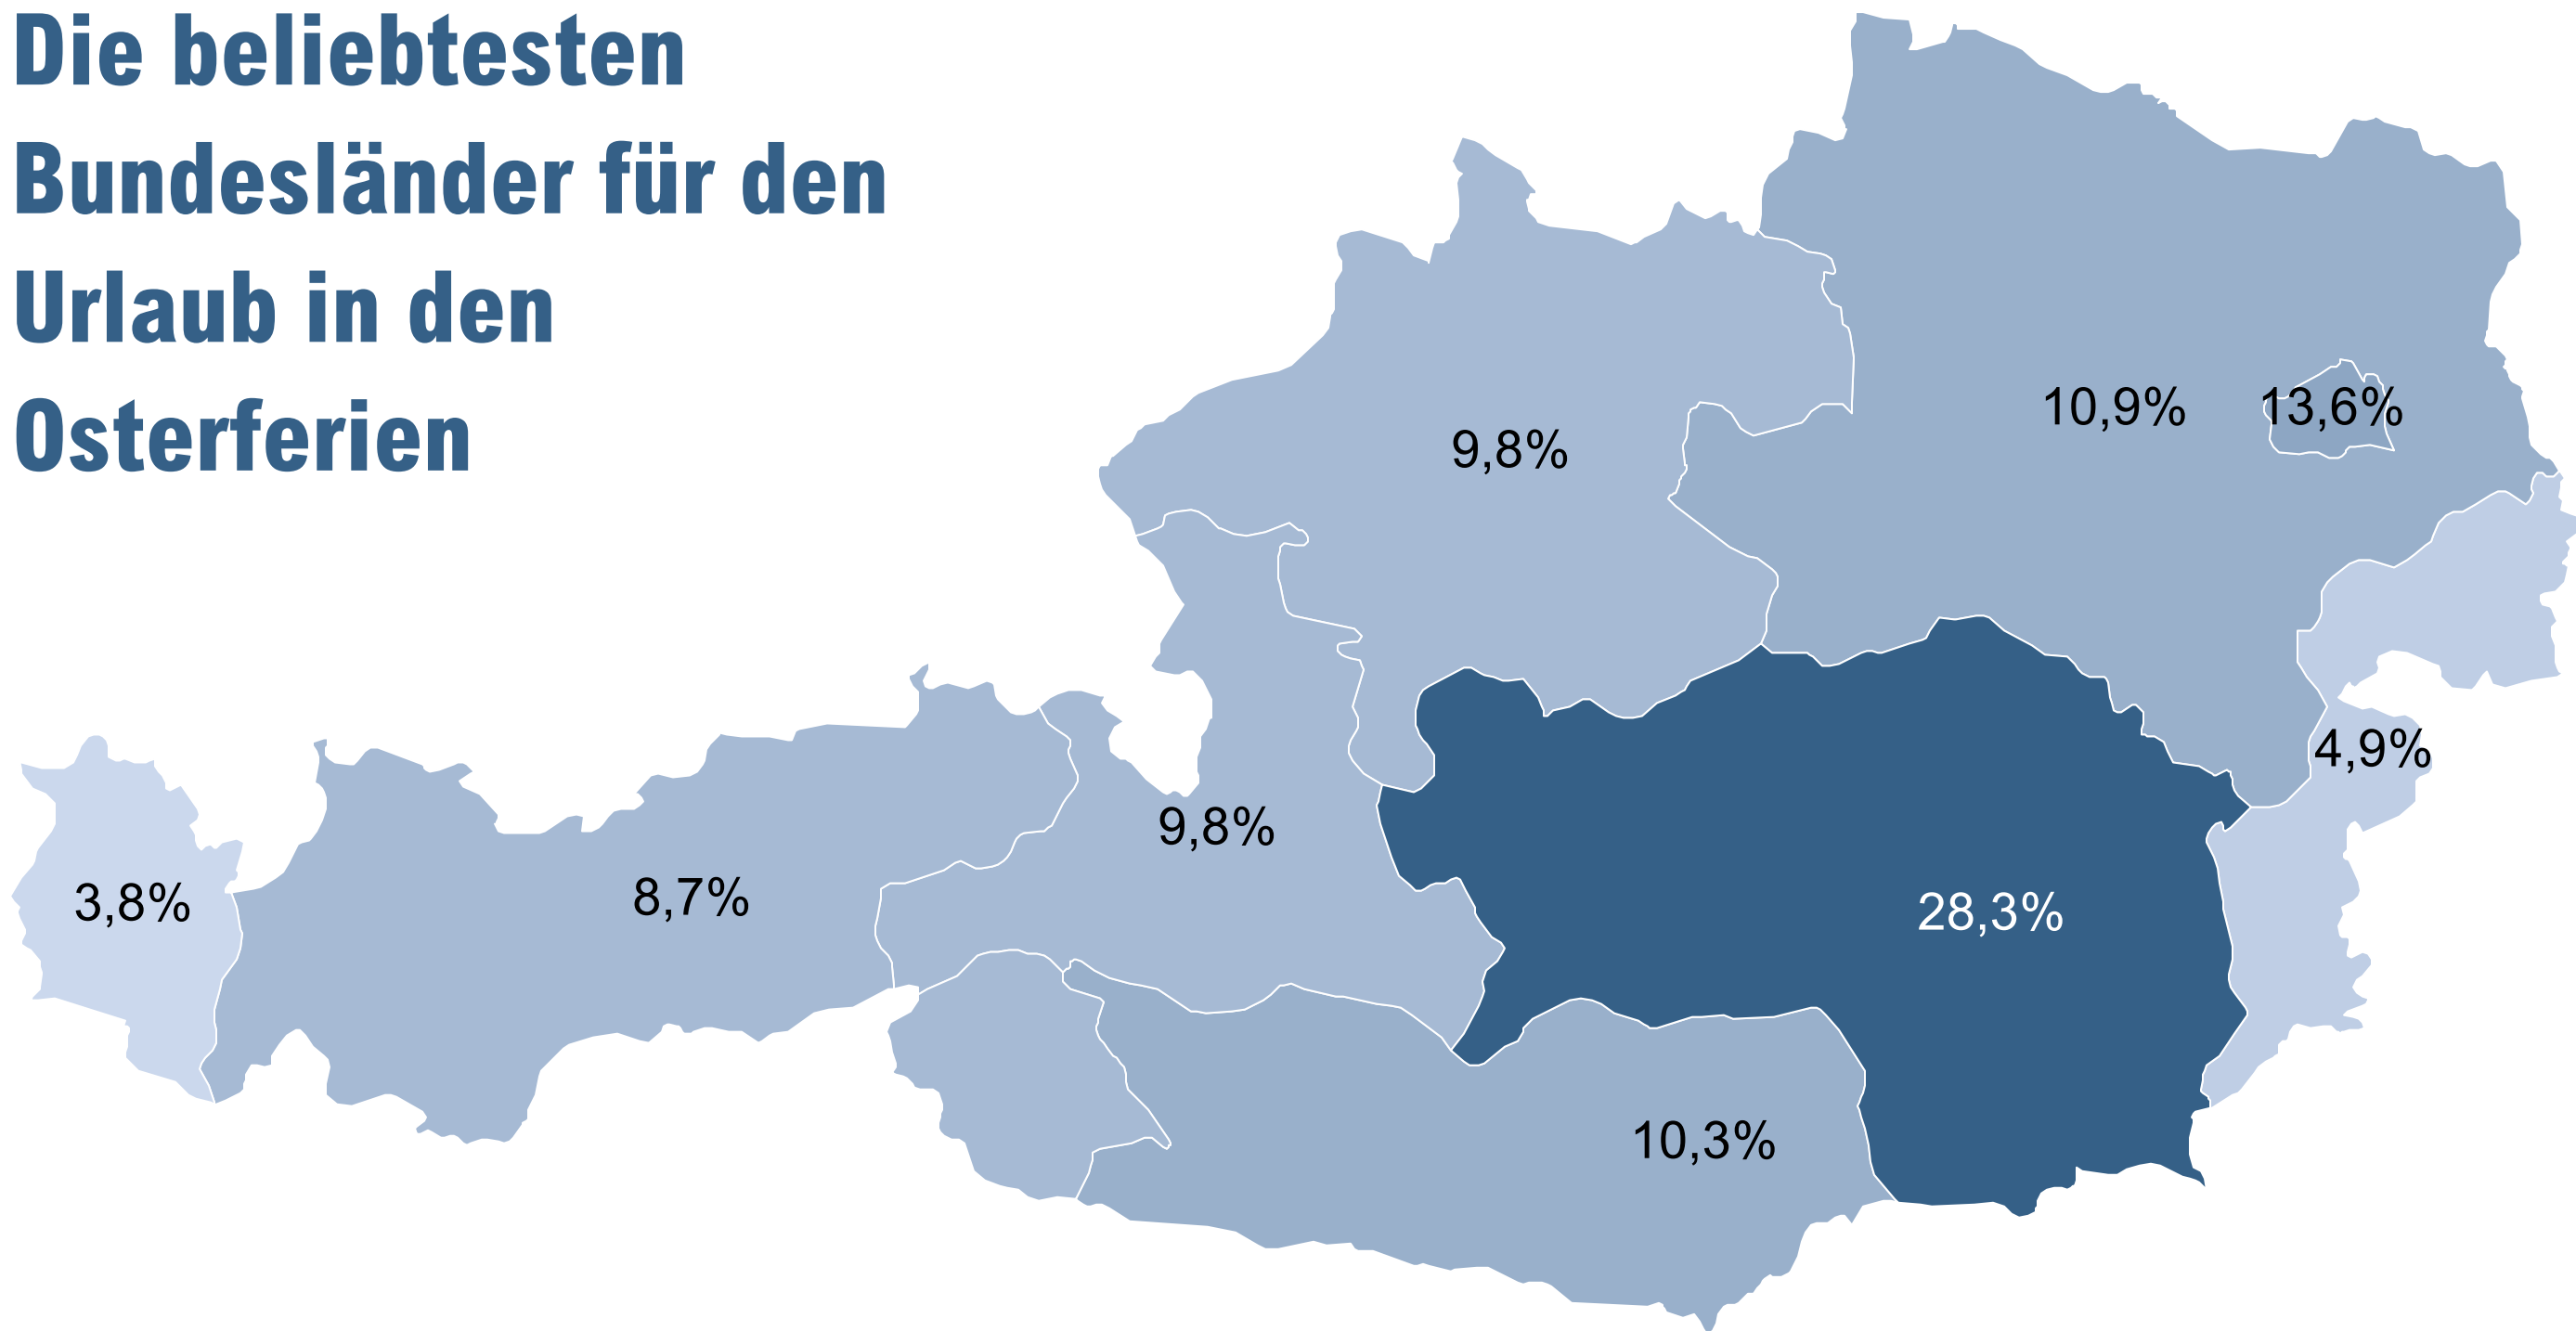 Die beliebtesten
Bundesländer für den
Urlaub in den
Osterferien
10,9%
13,6%
9,8%
4,9%
9,8%
3,8%
8,7%
28,3%
10,3%